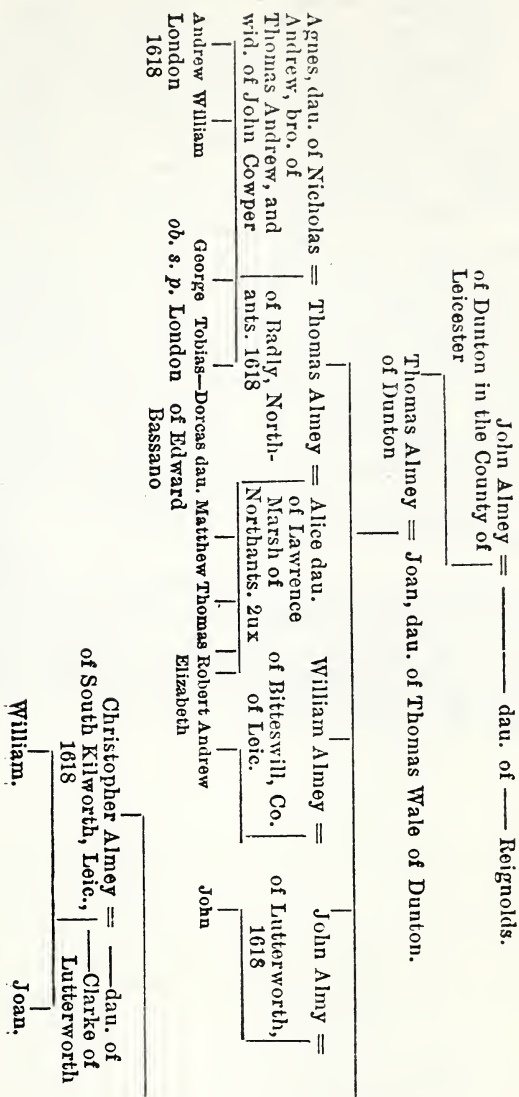 John Almey = ——— dau. of —— Reignolds.
of Dunton in the County of
Leicester
Thomas Almey = Joan, dau. of Thomas Wale of Dunton.
of Dunton
Agnes, dau. of Nicholas = Thomas Almey = Alice dau.
Andrew, bro. of
Thomas Andrew, and
wid. of John Cowper
of Badly, North-
ants. 1618
of Lawrence
Marsh of
Northants. 2ux
William Almey =
of Bitteswill, Co.
of Leic.
John Almy =
of Lutterworth,
1618
Andrew William
London
1618
George Tobias—Dorcas dau. Matthew Thomas Robert Andrew
ob. s. p. London of Edward
Bassano
Elizabeth
John
Christopher Almey = ——dau. of
of South Kilworth, Leic.,
1618
——Clarke of
Lutterworth
William. Joan.